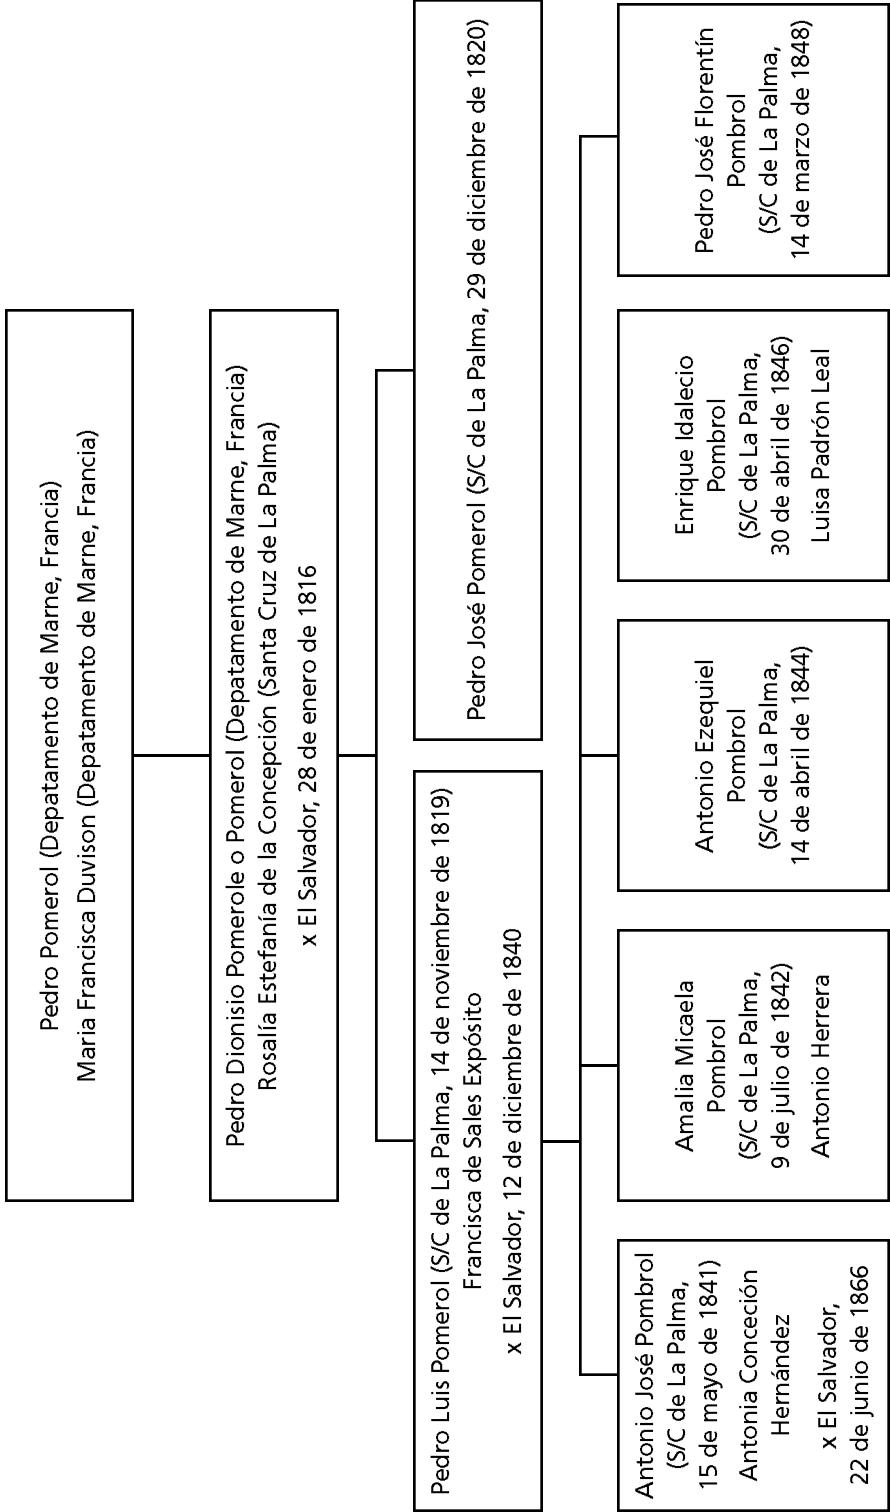 Pedro Pomerol (Depatamento de Marne, Francia)
Maria Francisca Duvison (Depatamento de Marne, Francia)
Pedro Dionisio Pomerole o Pomerol (Depatamento de Marne, Francia)
Rosalía Estefanía de la Concepción (Santa Cruz de La Palma)
x El Salvador, 28 de enero de 1816
Pedro Luis Pomerol (S/C de La Palma, 14 de noviembre de 1819)
Francisca de Sales Expósito
x El Salvador, 12 de diciembre de 1840
Pedro José Pomerol (S/C de La Palma, 29 de diciembre de 1820)
Antonio José Pombrol
(S/C de La Palma,
15 de mayo de 1841)
Antonia Conceción
Hernández
x El Salvador,
22 de junio de 1866
Amalia Micaela
Pombrol
(S/C de La Palma,
9 de julio de 1842)
Antonio Herrera
Antonio Ezequiel
Pombrol
(S/C de La Palma,
14 de abril de 1844)
Enrique Idalecio
Pombrol
(S/C de La Palma,
30 de abril de 1846)
Luisa Padrón Leal
Pedro José Florentín
Pombrol
(S/C de La Palma,
14 de marzo de 1848)